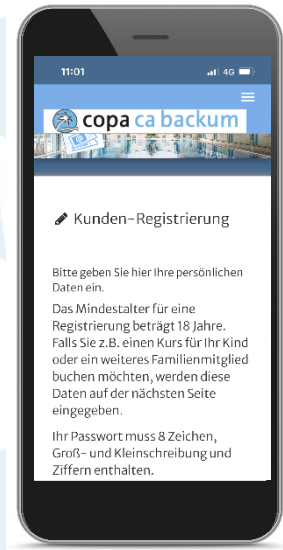 11:01
4G
copa ca backum
Kunden-Registrierung
Bitte geben Sie hier Ihre persönlichen
Daten ein.
Das Mindestalter für eine
Registrierung beträgt 18 Jahre.
Falls Sie z.B. einen Kurs für Ihr Kind
oder ein weiteres Familienmitglied
buchen möchten, werden diese
Daten auf der nächsten Seite
eingegeben.
Ihr Passwort muss 8 Zeichen,
Groß- und Kleinschreibung und
Ziffern enthalten.